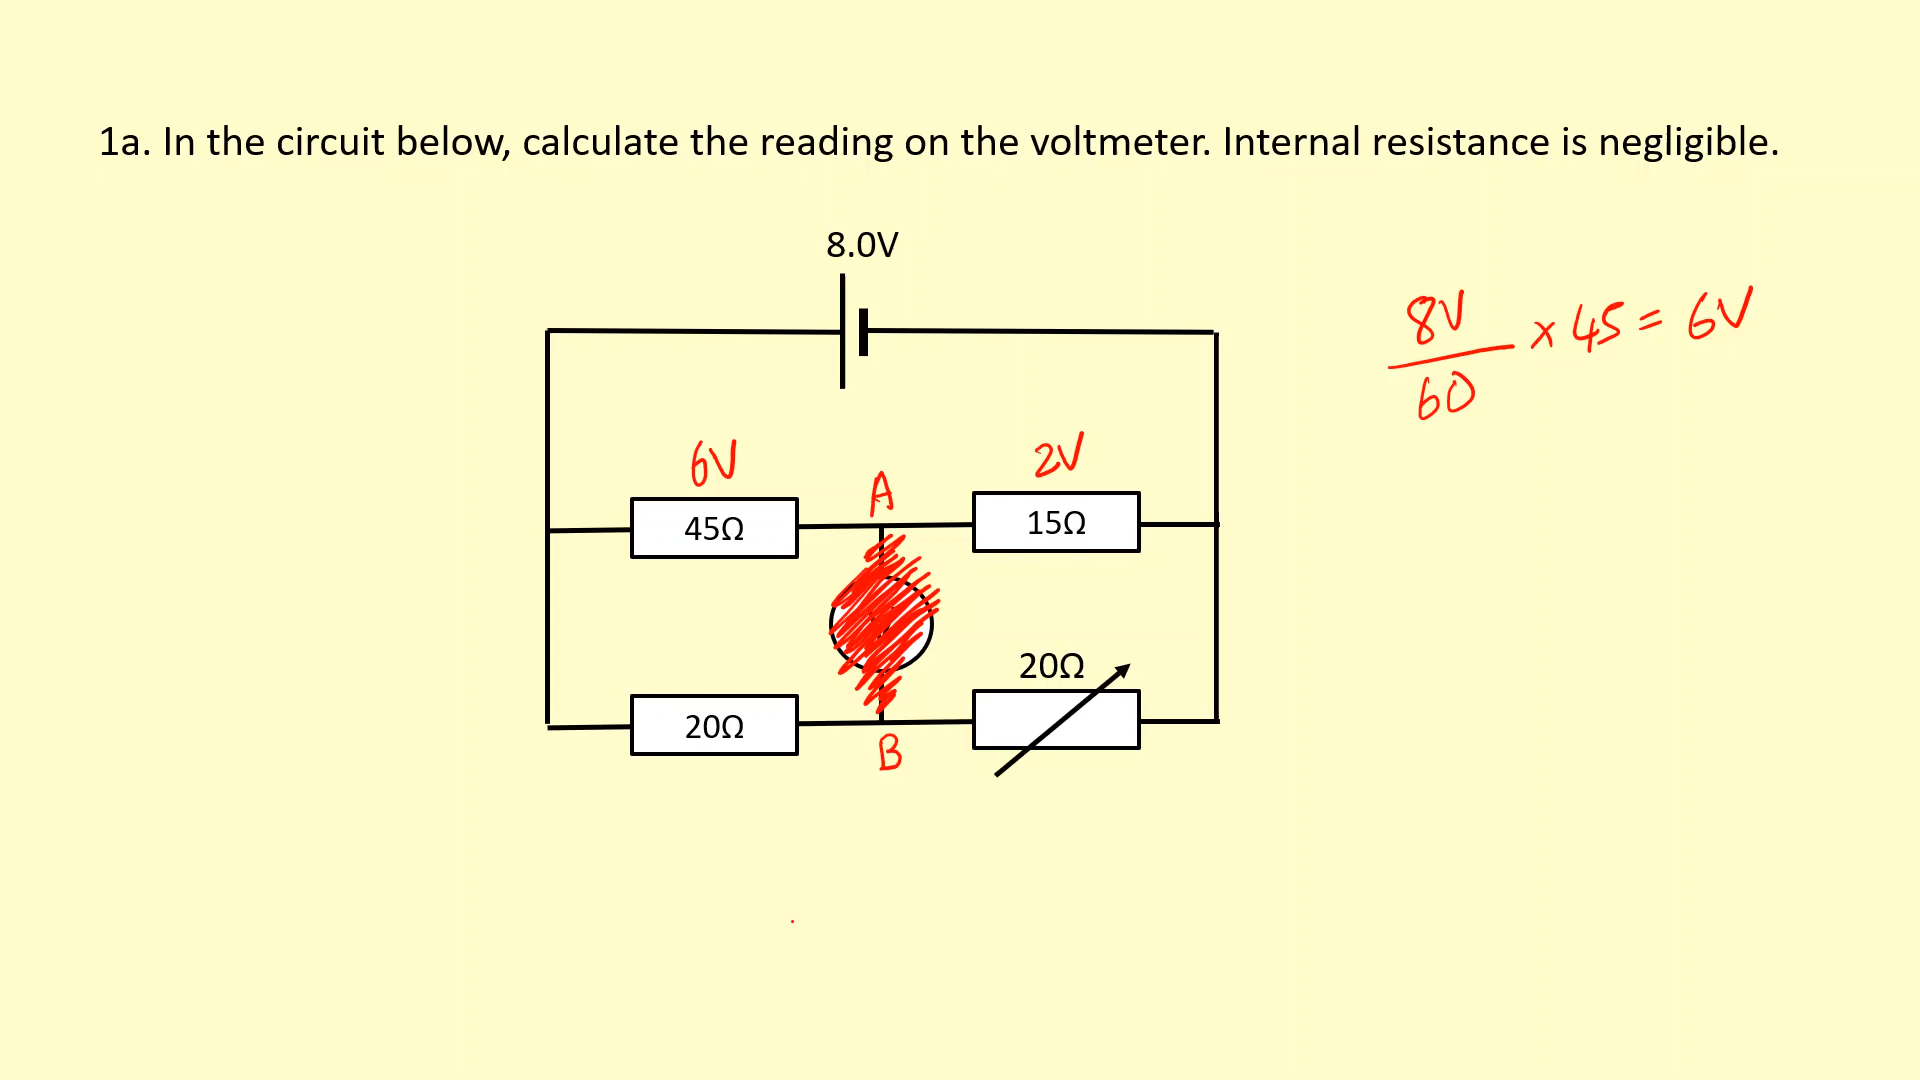 1a. In the circuit below, calculate the reading on the voltmeter. Internal resistance is negligible.
8.0V
8V
60
x 45 = 6V
6V
2V
A
45Ω
15Ω
20Ω
20Ω
B